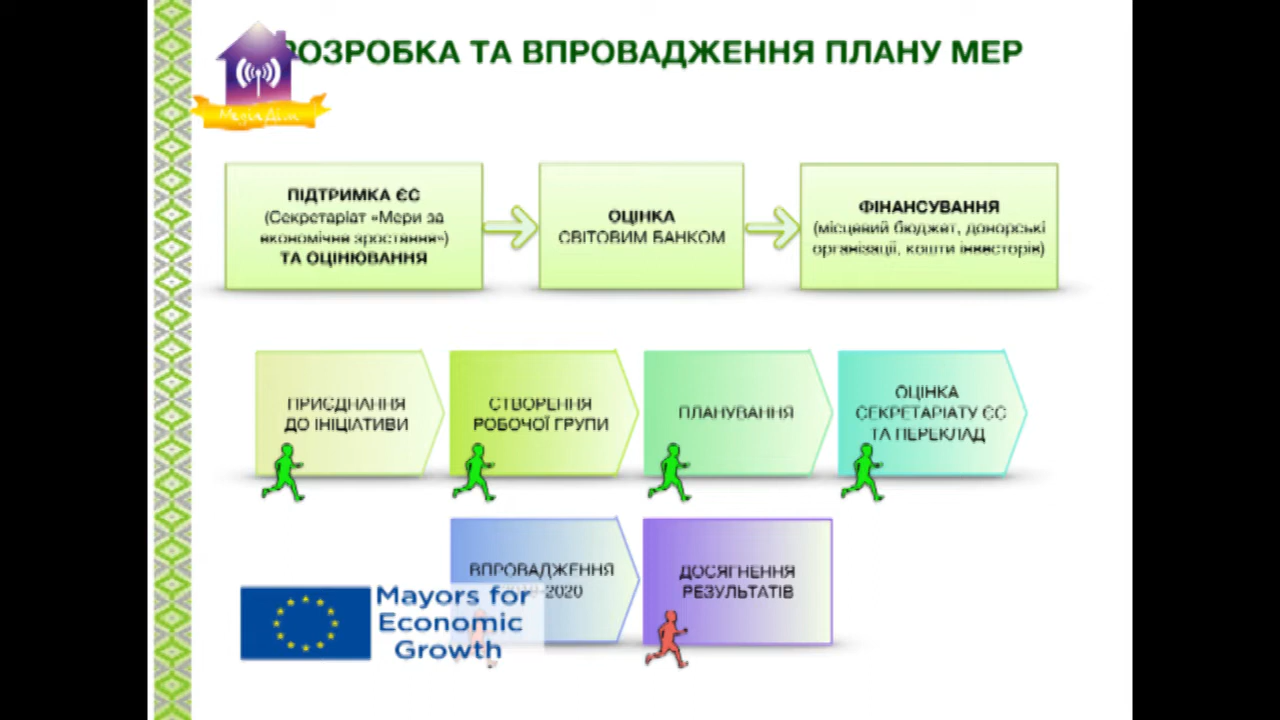 РОЗРОБКА ТА ВПРОВАДЖЕННЯ ПЛАНУ МЕР
Медіа Дім
ПІДТРИМКА ЄС
(Секретаріат «Мери за
економічне зростання»)
ТА ОЦІНЮВАННЯ
ОЦІНКА
СВІТОВИМ БАНКОМ
ФІНАНСУВАННЯ
(місцевий бюджет, донорські
організації, кошти інвесторів)
ПРИЄДНАННЯ
ДО ІНІЦІАТИВИ
СТВОРЕННЯ
РОБОЧОЇ ГРУПИ
ПЛАНУВАННЯ
ОЦІНКА
СЕКРЕТАРІАТУ ЄС
ТА ПЕРЕКЛАД
ВПРОВАДЖЕННЯ
-2020
ДОСЯГНЕННЯ
РЕЗУЛЬТАТІВ
Mayors for
Economic
Growth